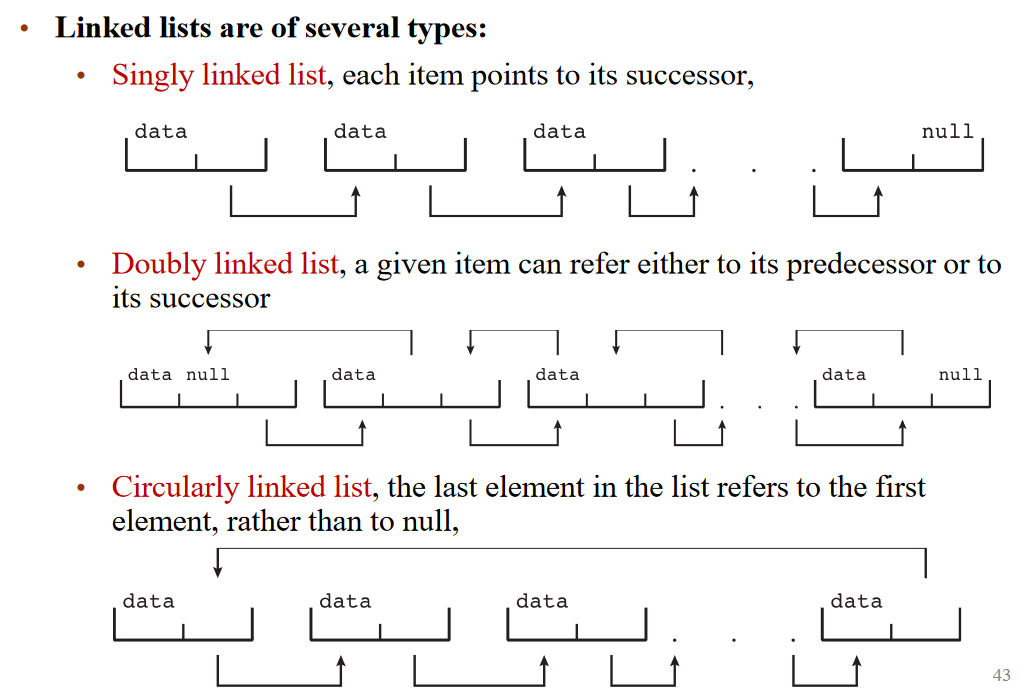 • Linked lists are of several types:
• Singly linked list, each item points to its successor,
data data data null
. . .
• Doubly linked list, a given item can refer either to its predecessor or to
its successor
data null data data data null
. . .
• Circularly linked list, the last element in the list refers to the first
element, rather than to null,
data data data data
. . .
43